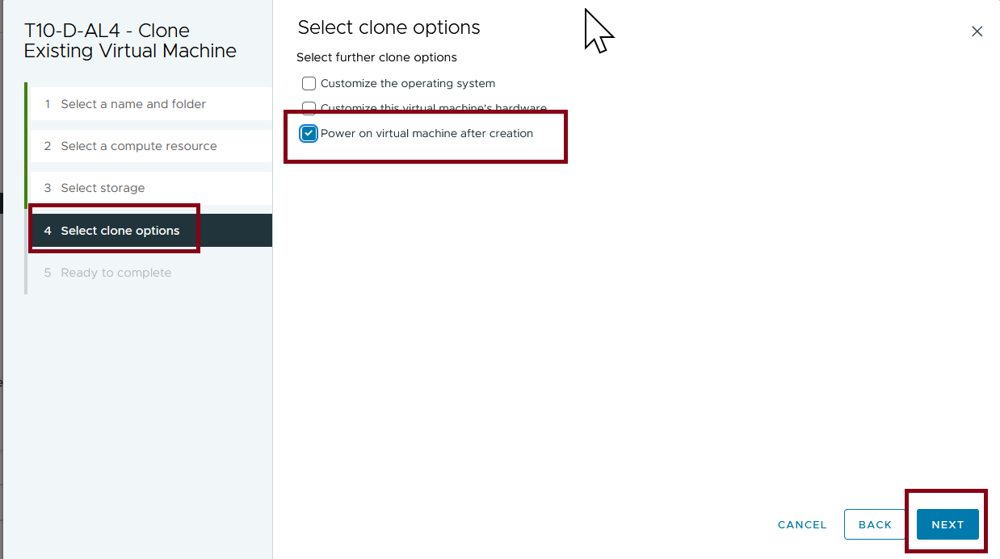 T10-D-AL4 - Clone
Existing Virtual Machine
1 Select a name and folder
2 Select a compute resource
3 Select storage
4 Select clone options
5 Ready to complete
Select clone options
Select further clone options
Customize the operating system
Customize this virtual machine's hardware
Power on virtual machine after creation
CANCEL
BACK
NEXT